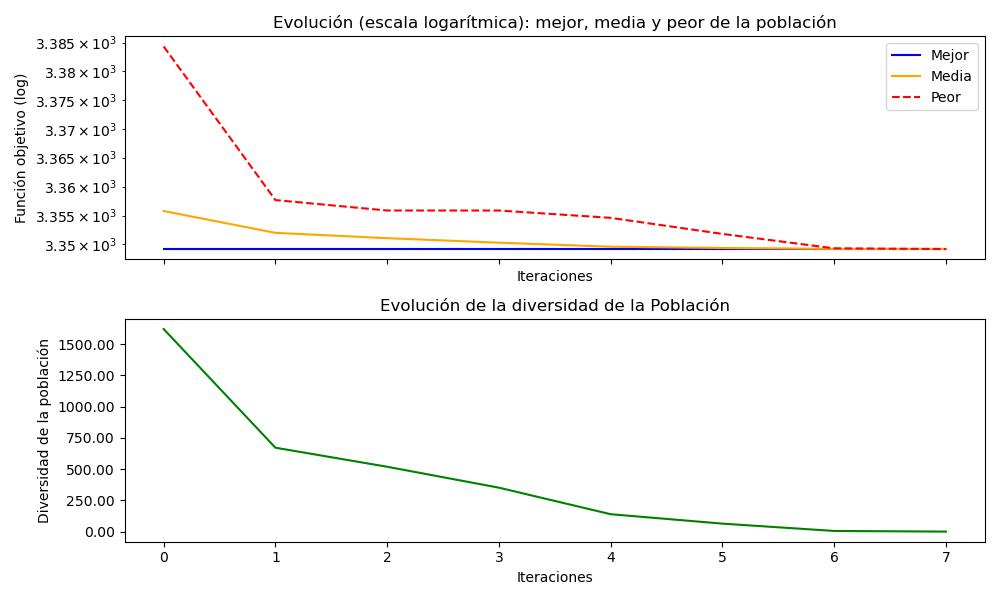 Evolución (escala logarítmica): mejor, media y peor de la población
Función objetivo (log)
3.385 × 10³
3.38 × 10³
3.375 × 10³
3.37 × 10³
3.365 × 10³
3.36 × 10³
3.355 × 10³
3.35 × 10³
Mejor
Media
Peor
Iteraciones
Evolución de la diversidad de la Población
Diversidad de la población
1500.00
1250.00
1000.00
750.00
500.00
250.00
0.00
0 1 2 3 4 5 6 7
Iteraciones